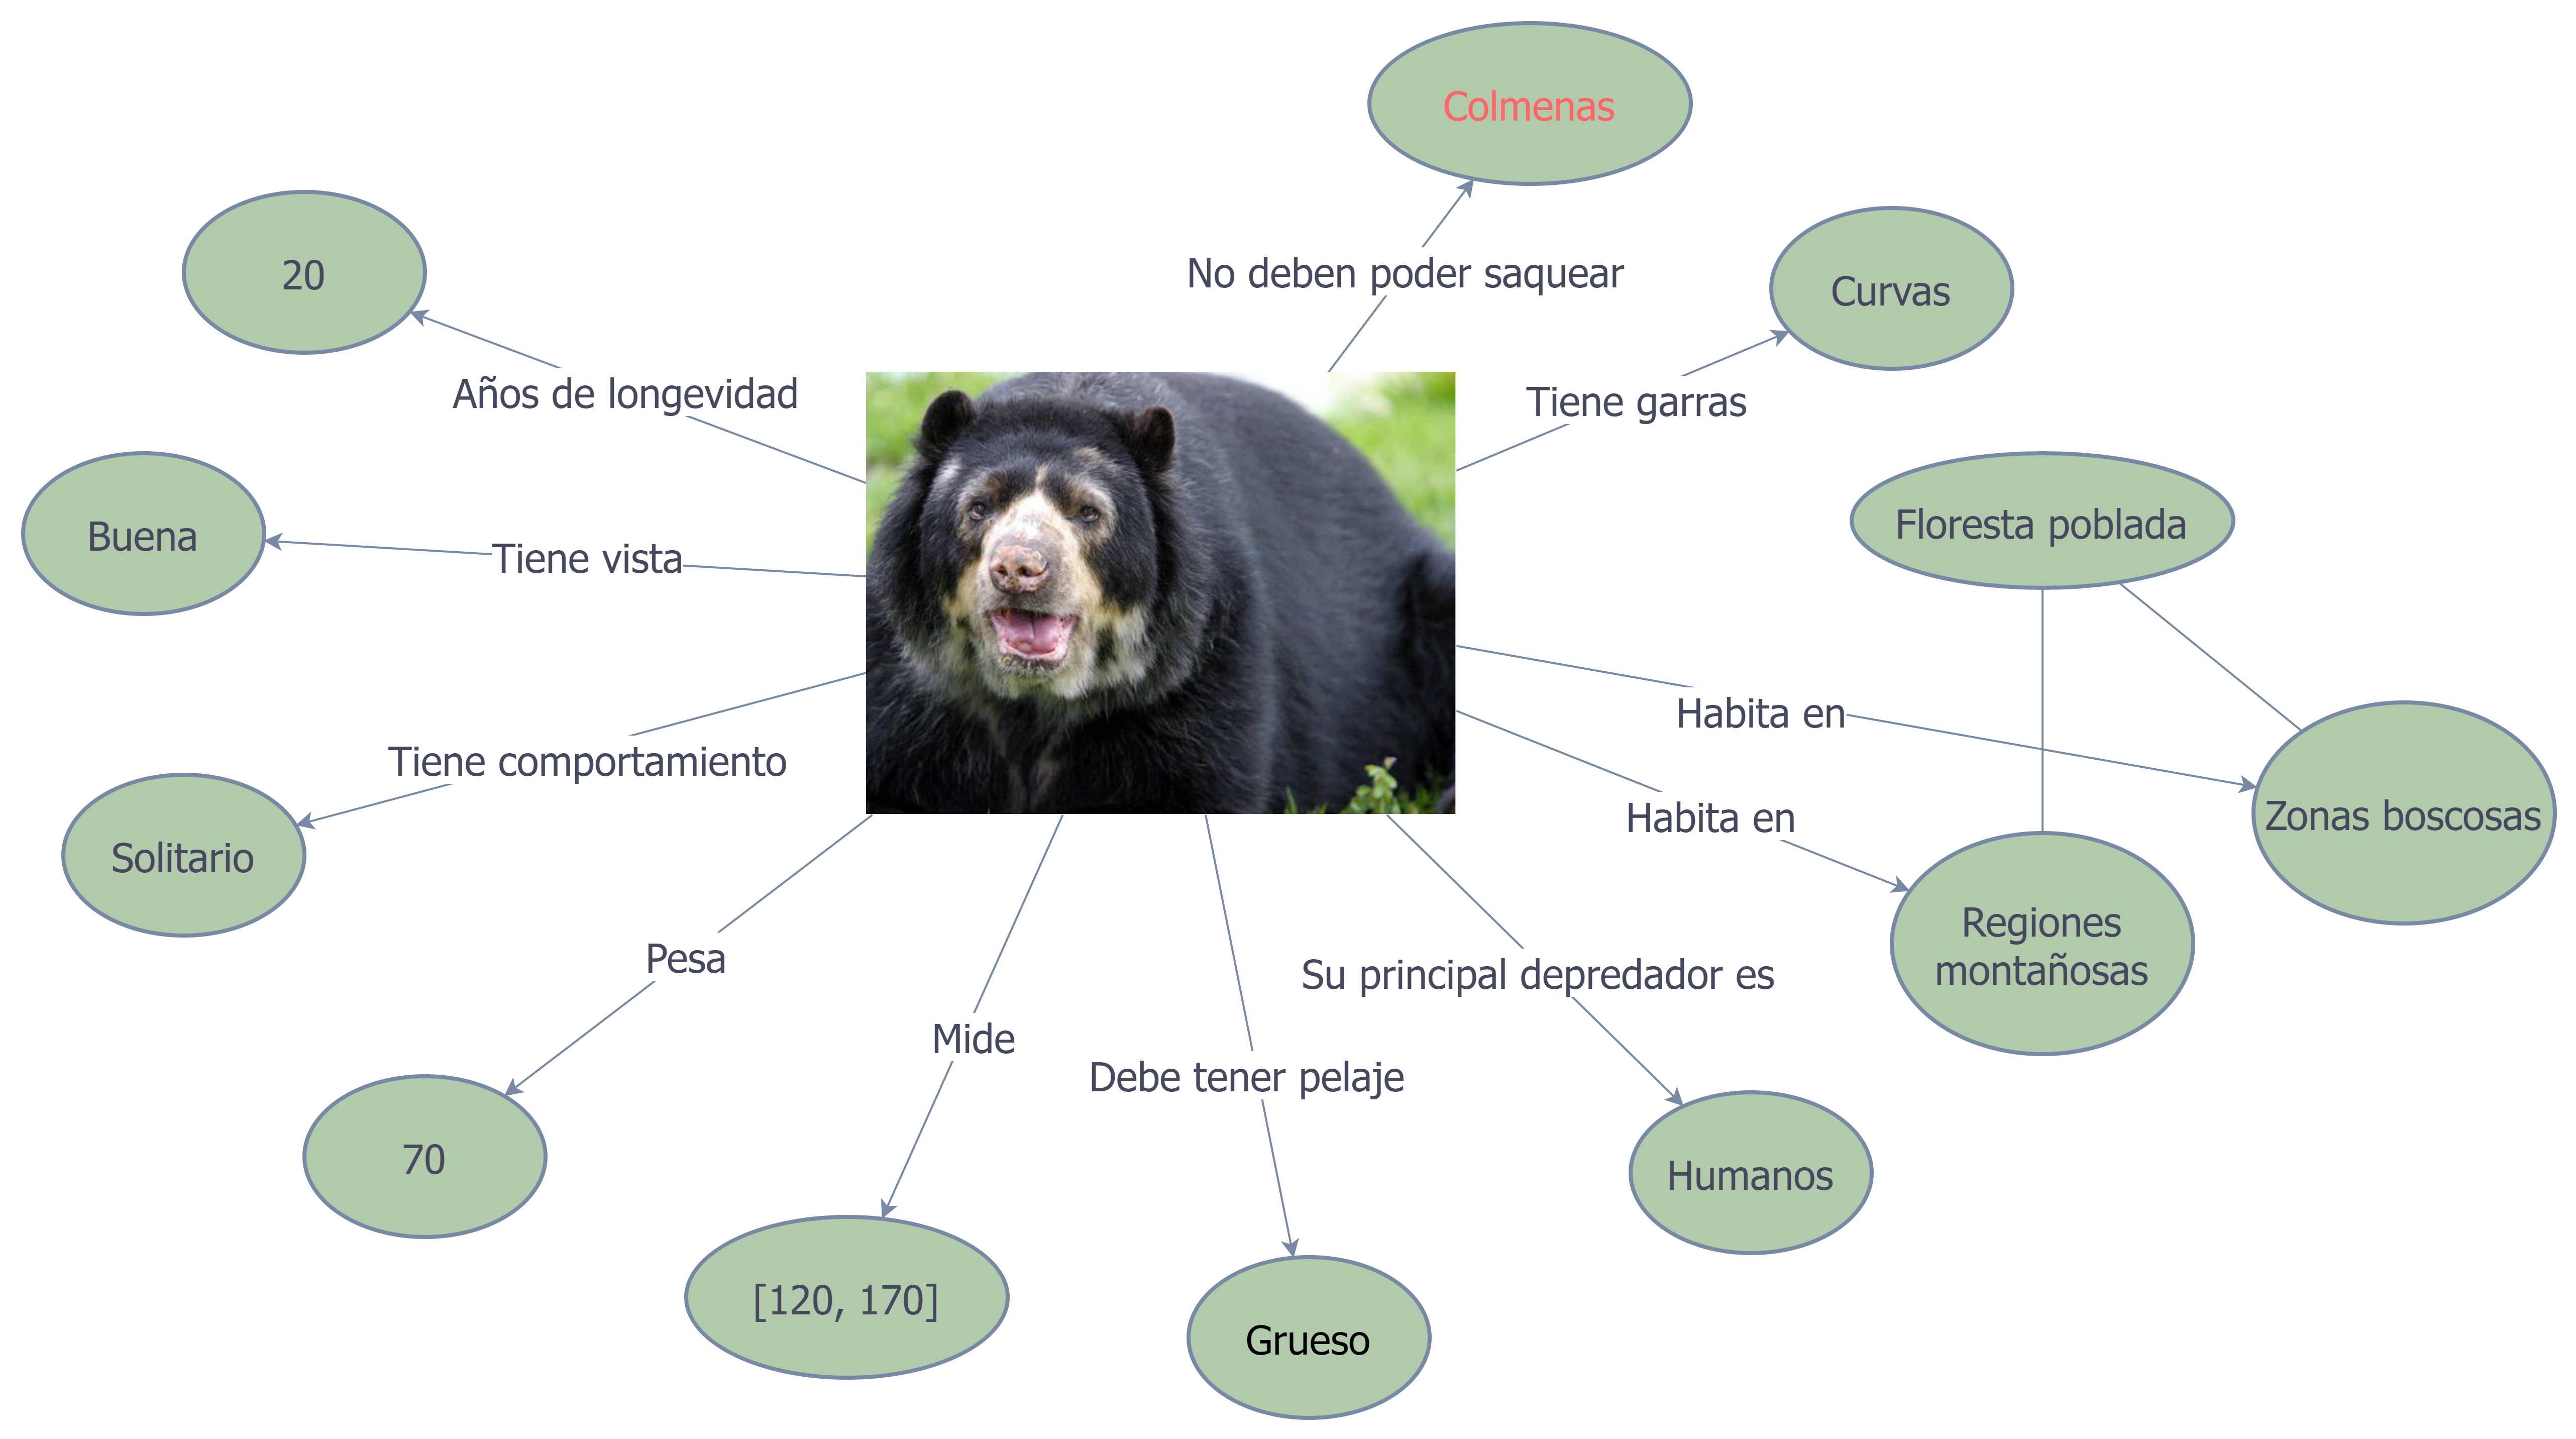 Colmenas
No deben poder saquear
20
Curvas
Años de longevidad
Tiene garras
Buena
Tiene vista
Floresta poblada
Habita en
Zonas boscosas
Tiene comportamiento
Solitario
Habita en
Regiones
montañosas
Pesa
Su principal depredador es
Mide
Debe tener pelaje
70
Humanos
[120, 170]
Grueso